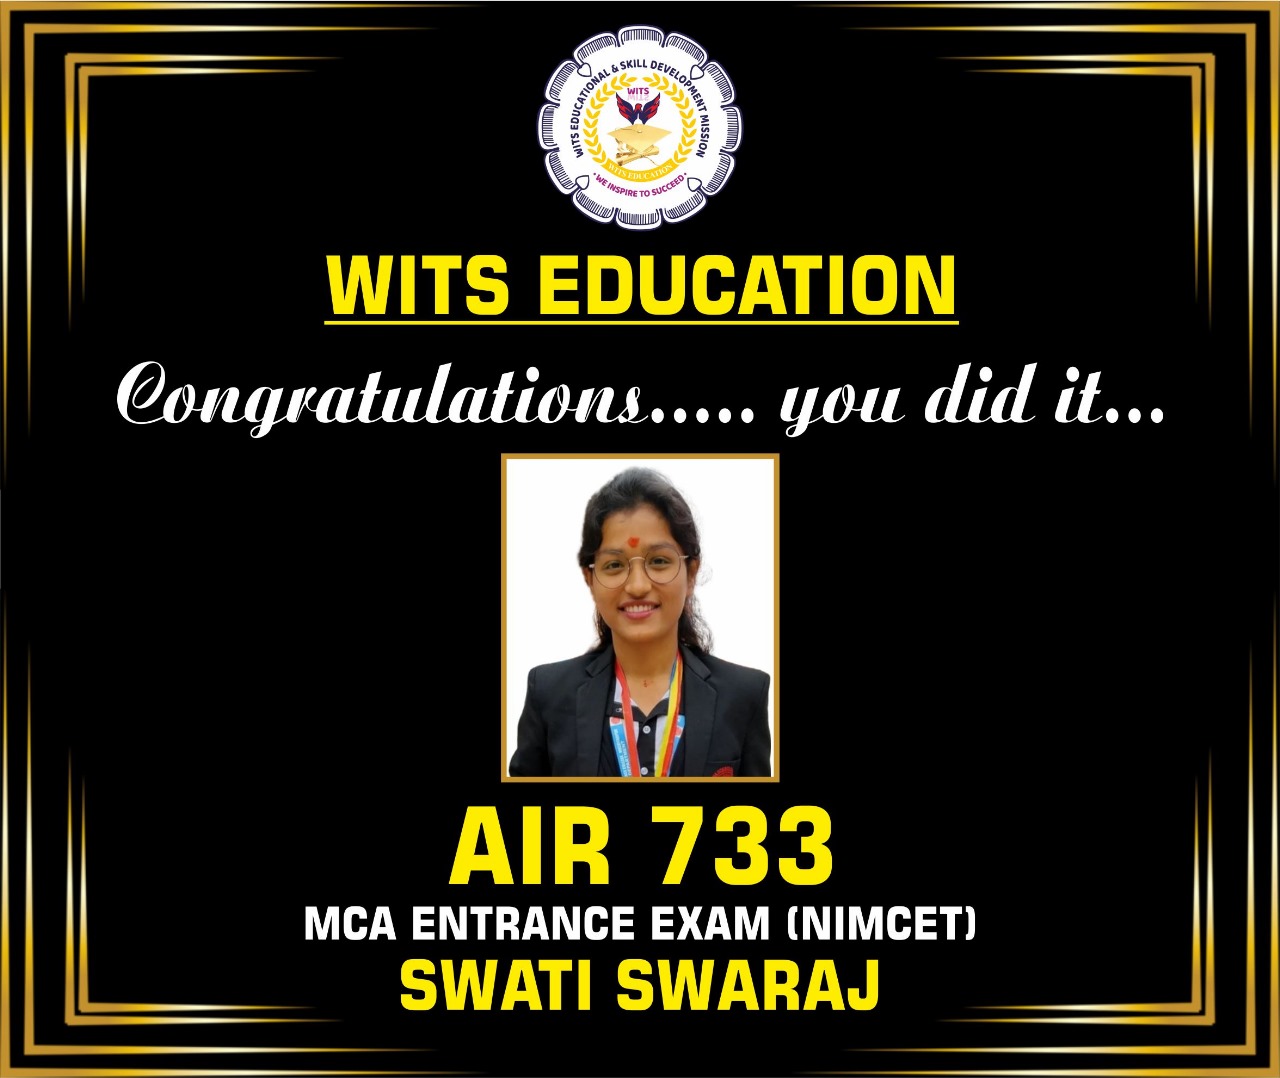 WITS EDUCATIONAL & SKILL DEVELOPMENT MISSION
WITS
WITS EDUCATION
• WE INSPIRE TO SUCCEED •
WITS EDUCATION
Congratulations..... you did it...
AIR 733
MCA ENTRANCE EXAM (NIMCET)
SWATI SWARAJ